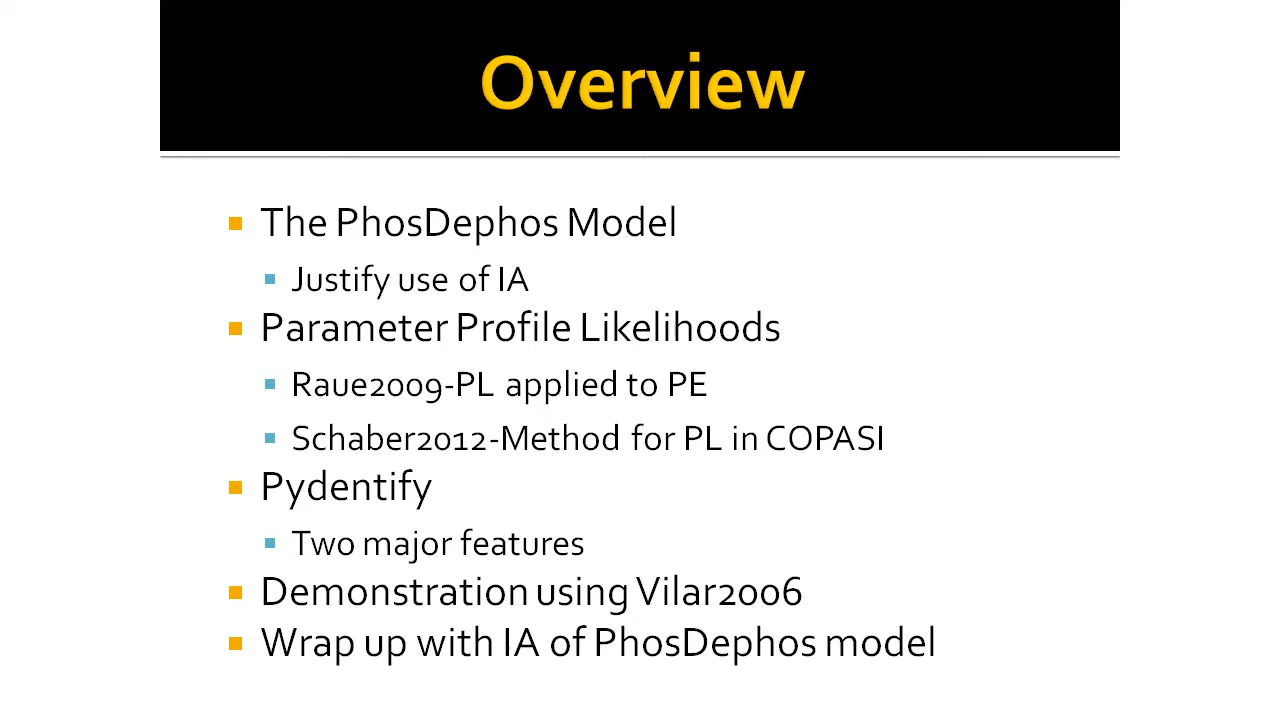 Overview
The PhosDephos Model
Justify use of IA
Parameter Profile Likelihoods
Raue2009-PL applied to PE
Schaber2012-Method for PL in COPASI
Pydentify
Two major features
Demonstration using Vilar2006
Wrap up with IA of PhosDephos model